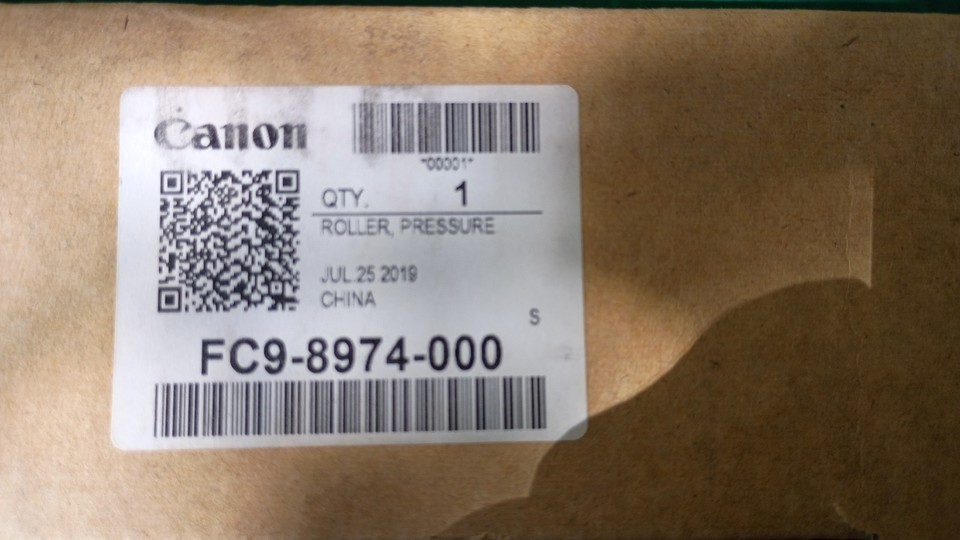 Canon
*00001*
QTY. 1
ROLLER, PRESSURE
JUL.25 2019
CHINA
S
FC9-8974-000